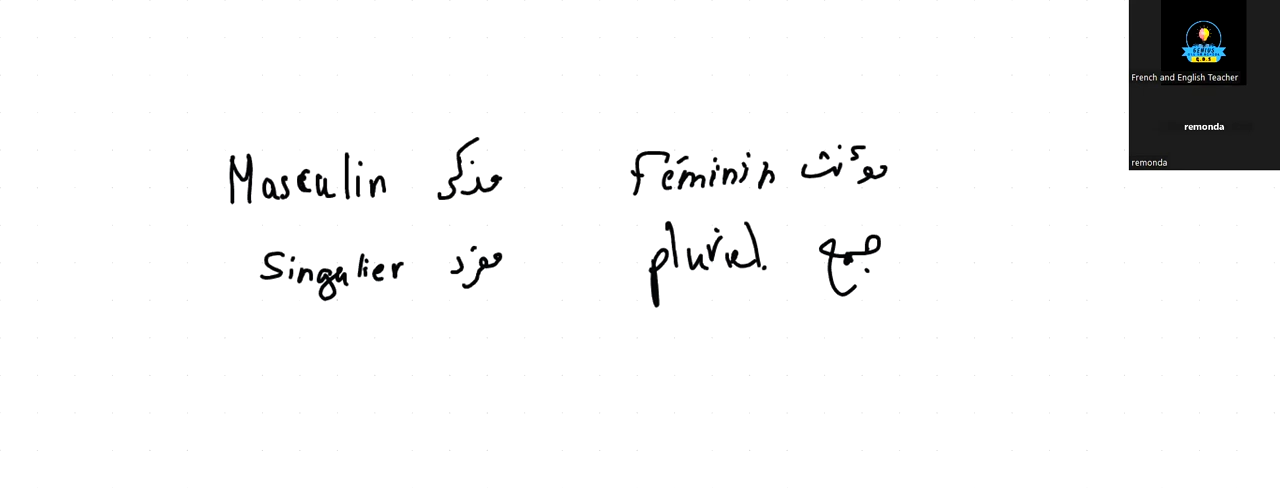 French and English Teacher
remonda
remonda
Masculin مذكر Féminin مؤنث
Singulier مفرد pluriel. جمع